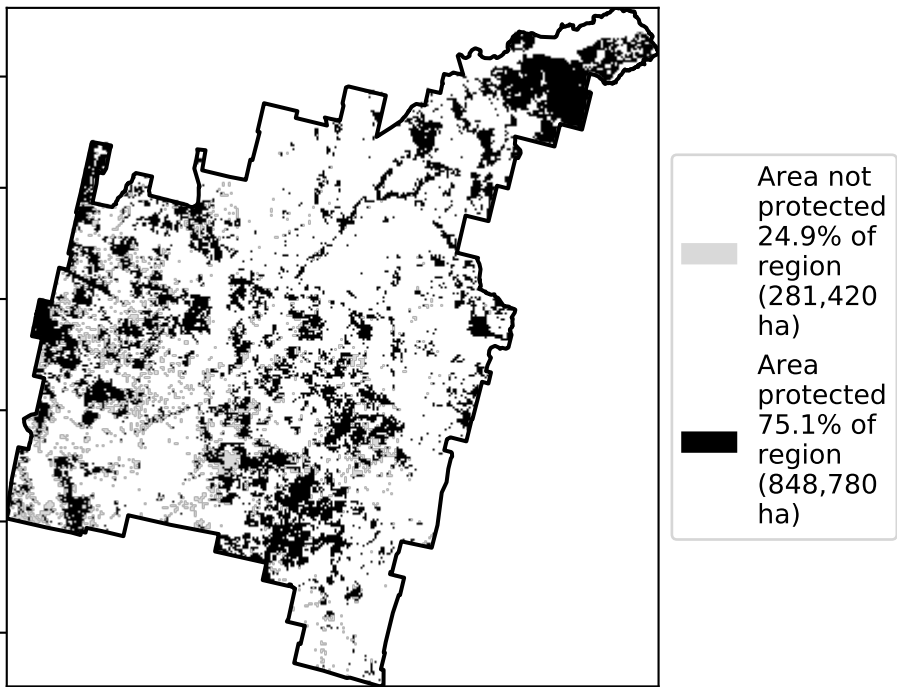 Area not
protected
24.9% of
region
(281,420
ha)
Area
protected
75.1% of
region
(848,780
ha)